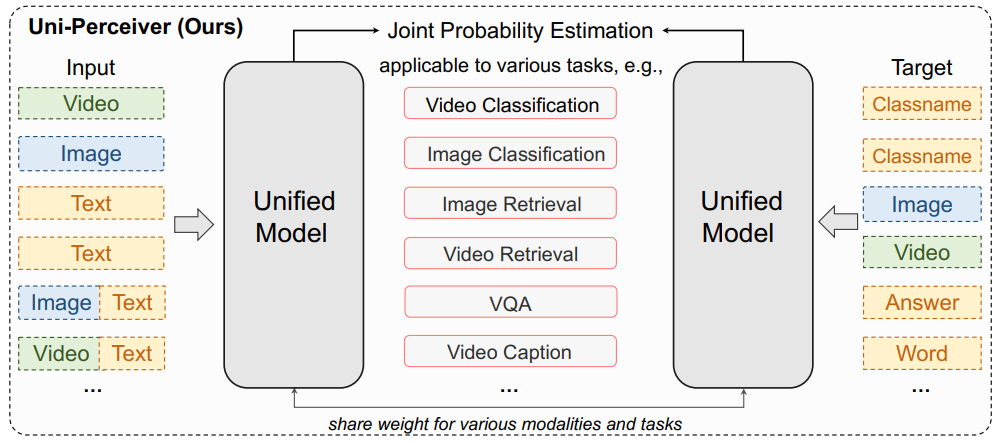 Uni-Perceiver (Ours)
Joint Probability Estimation
applicable to various tasks, e.g.,
Input
Video
Image
Text
Text
Image Text
Video Text
...
Unified
Model
Video Classification
Image Classification
Image Retrieval
Video Retrieval
VQA
Video Caption
...
Unified
Model
Target
Classname
Classname
Image
Video
Answer
Word
...
share weight for various modalities and tasks